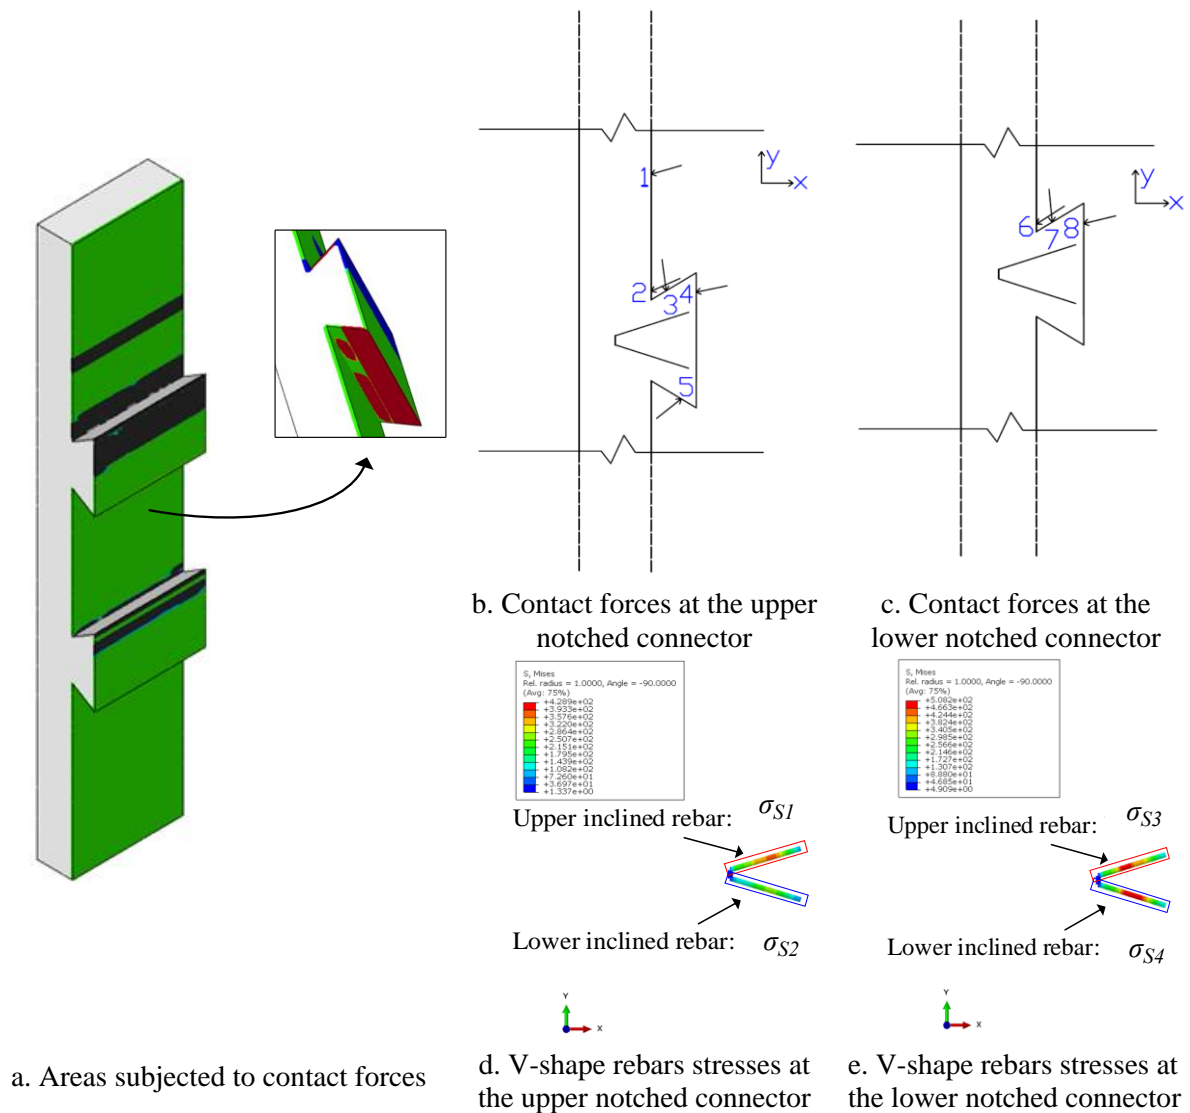 1
2
3
4
5
y
x
6
7
8
y
x
b. Contact forces at the upper
notched connector
c. Contact forces at the
lower notched connector
S, Mises
Rel. radius = 1.0000, Angle = -90.0000
(Avg: 75%)
+4.289e+02
+3.933e+02
+3.576e+02
+3.220e+02
+2.864e+02
+2.507e+02
+2.151e+02
+1.795e+02
+1.439e+02
+1.082e+02
+7.260e+01
+3.697e+01
+1.337e+00
S, Mises
Rel. radius = 1.0000, Angle = -90.0000
(Avg: 75%)
+5.082e+02
+4.663e+02
+4.244e+02
+3.824e+02
+3.405e+02
+2.985e+02
+2.566e+02
+2.146e+02
+1.727e+02
+1.307e+02
+8.880e+01
+4.685e+01
+4.909e+00
Upper inclined rebar: σS1
Lower inclined rebar: σS2
Upper inclined rebar: σS3
Lower inclined rebar: σS4
Y
X
Y
X
a. Areas subjected to contact forces
d. V-shape rebars stresses at
the upper notched connector
e. V-shape rebars stresses at
the lower notched connector